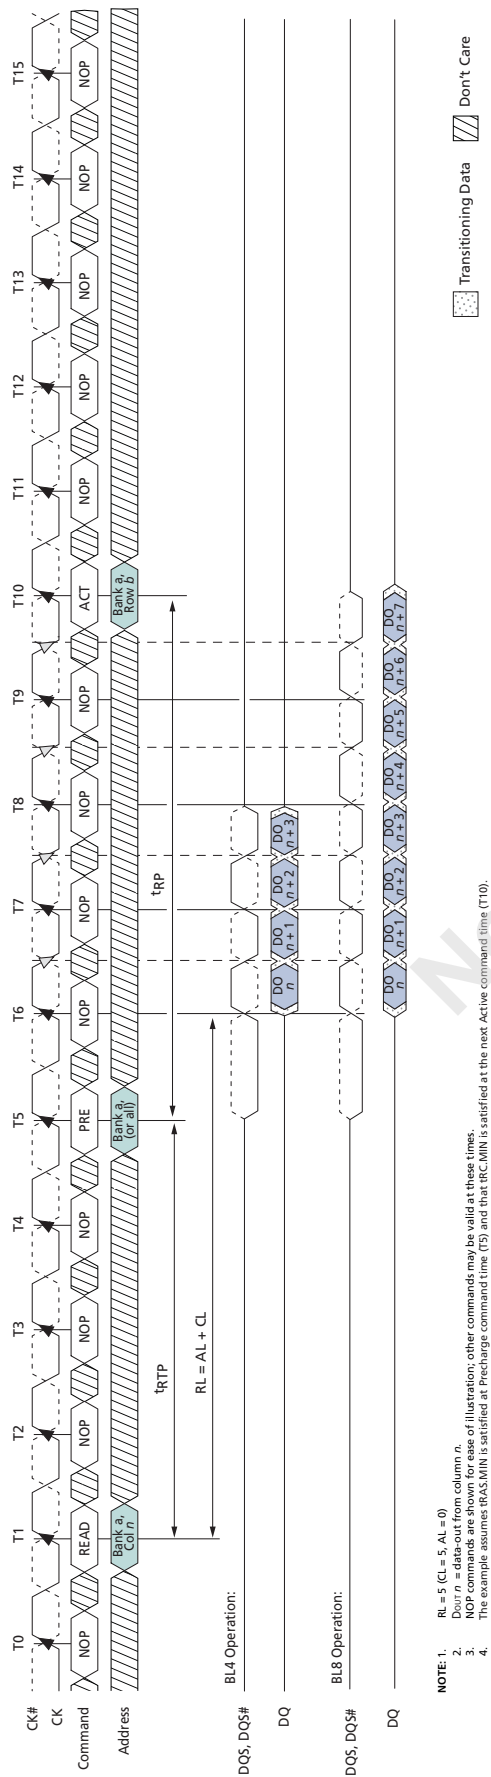 T0 T1 T2 T3 T4 T5 T6 T7 T8 T9 T10 T11 T12 T13 T14 T15
CK#
CK
Command NOP READ NOP NOP NOP PRE NOP NOP NOP NOP ACT NOP NOP NOP NOP NOP
Address Bank a, Col n Bank a, (or all) Bank a, Row b
tRTP tRP
RL = AL + CL
BL4 Operation:
DQS, DQS#
DQ DO n DO n + 1 DO n + 2 DO n + 3
BL8 Operation:
DQS, DQS#
DQ DO n DO n + 1 DO n + 2 DO n + 3 DO n + 4 DO n + 5 DO n + 6 DO n + 7
Transitioning Data Don't Care
NOTE: 1. RL = 5 (CL = 5, AL = 0)
2. DOUT n = data-out from column n.
3. NOP commands are shown for ease of illustration; other commands may be valid at these times.
4. The example assumes tRAS.MIN is satisfied at Precharge command time (T5) and that tRC.MIN is satisfied at the next Active command time (T10).